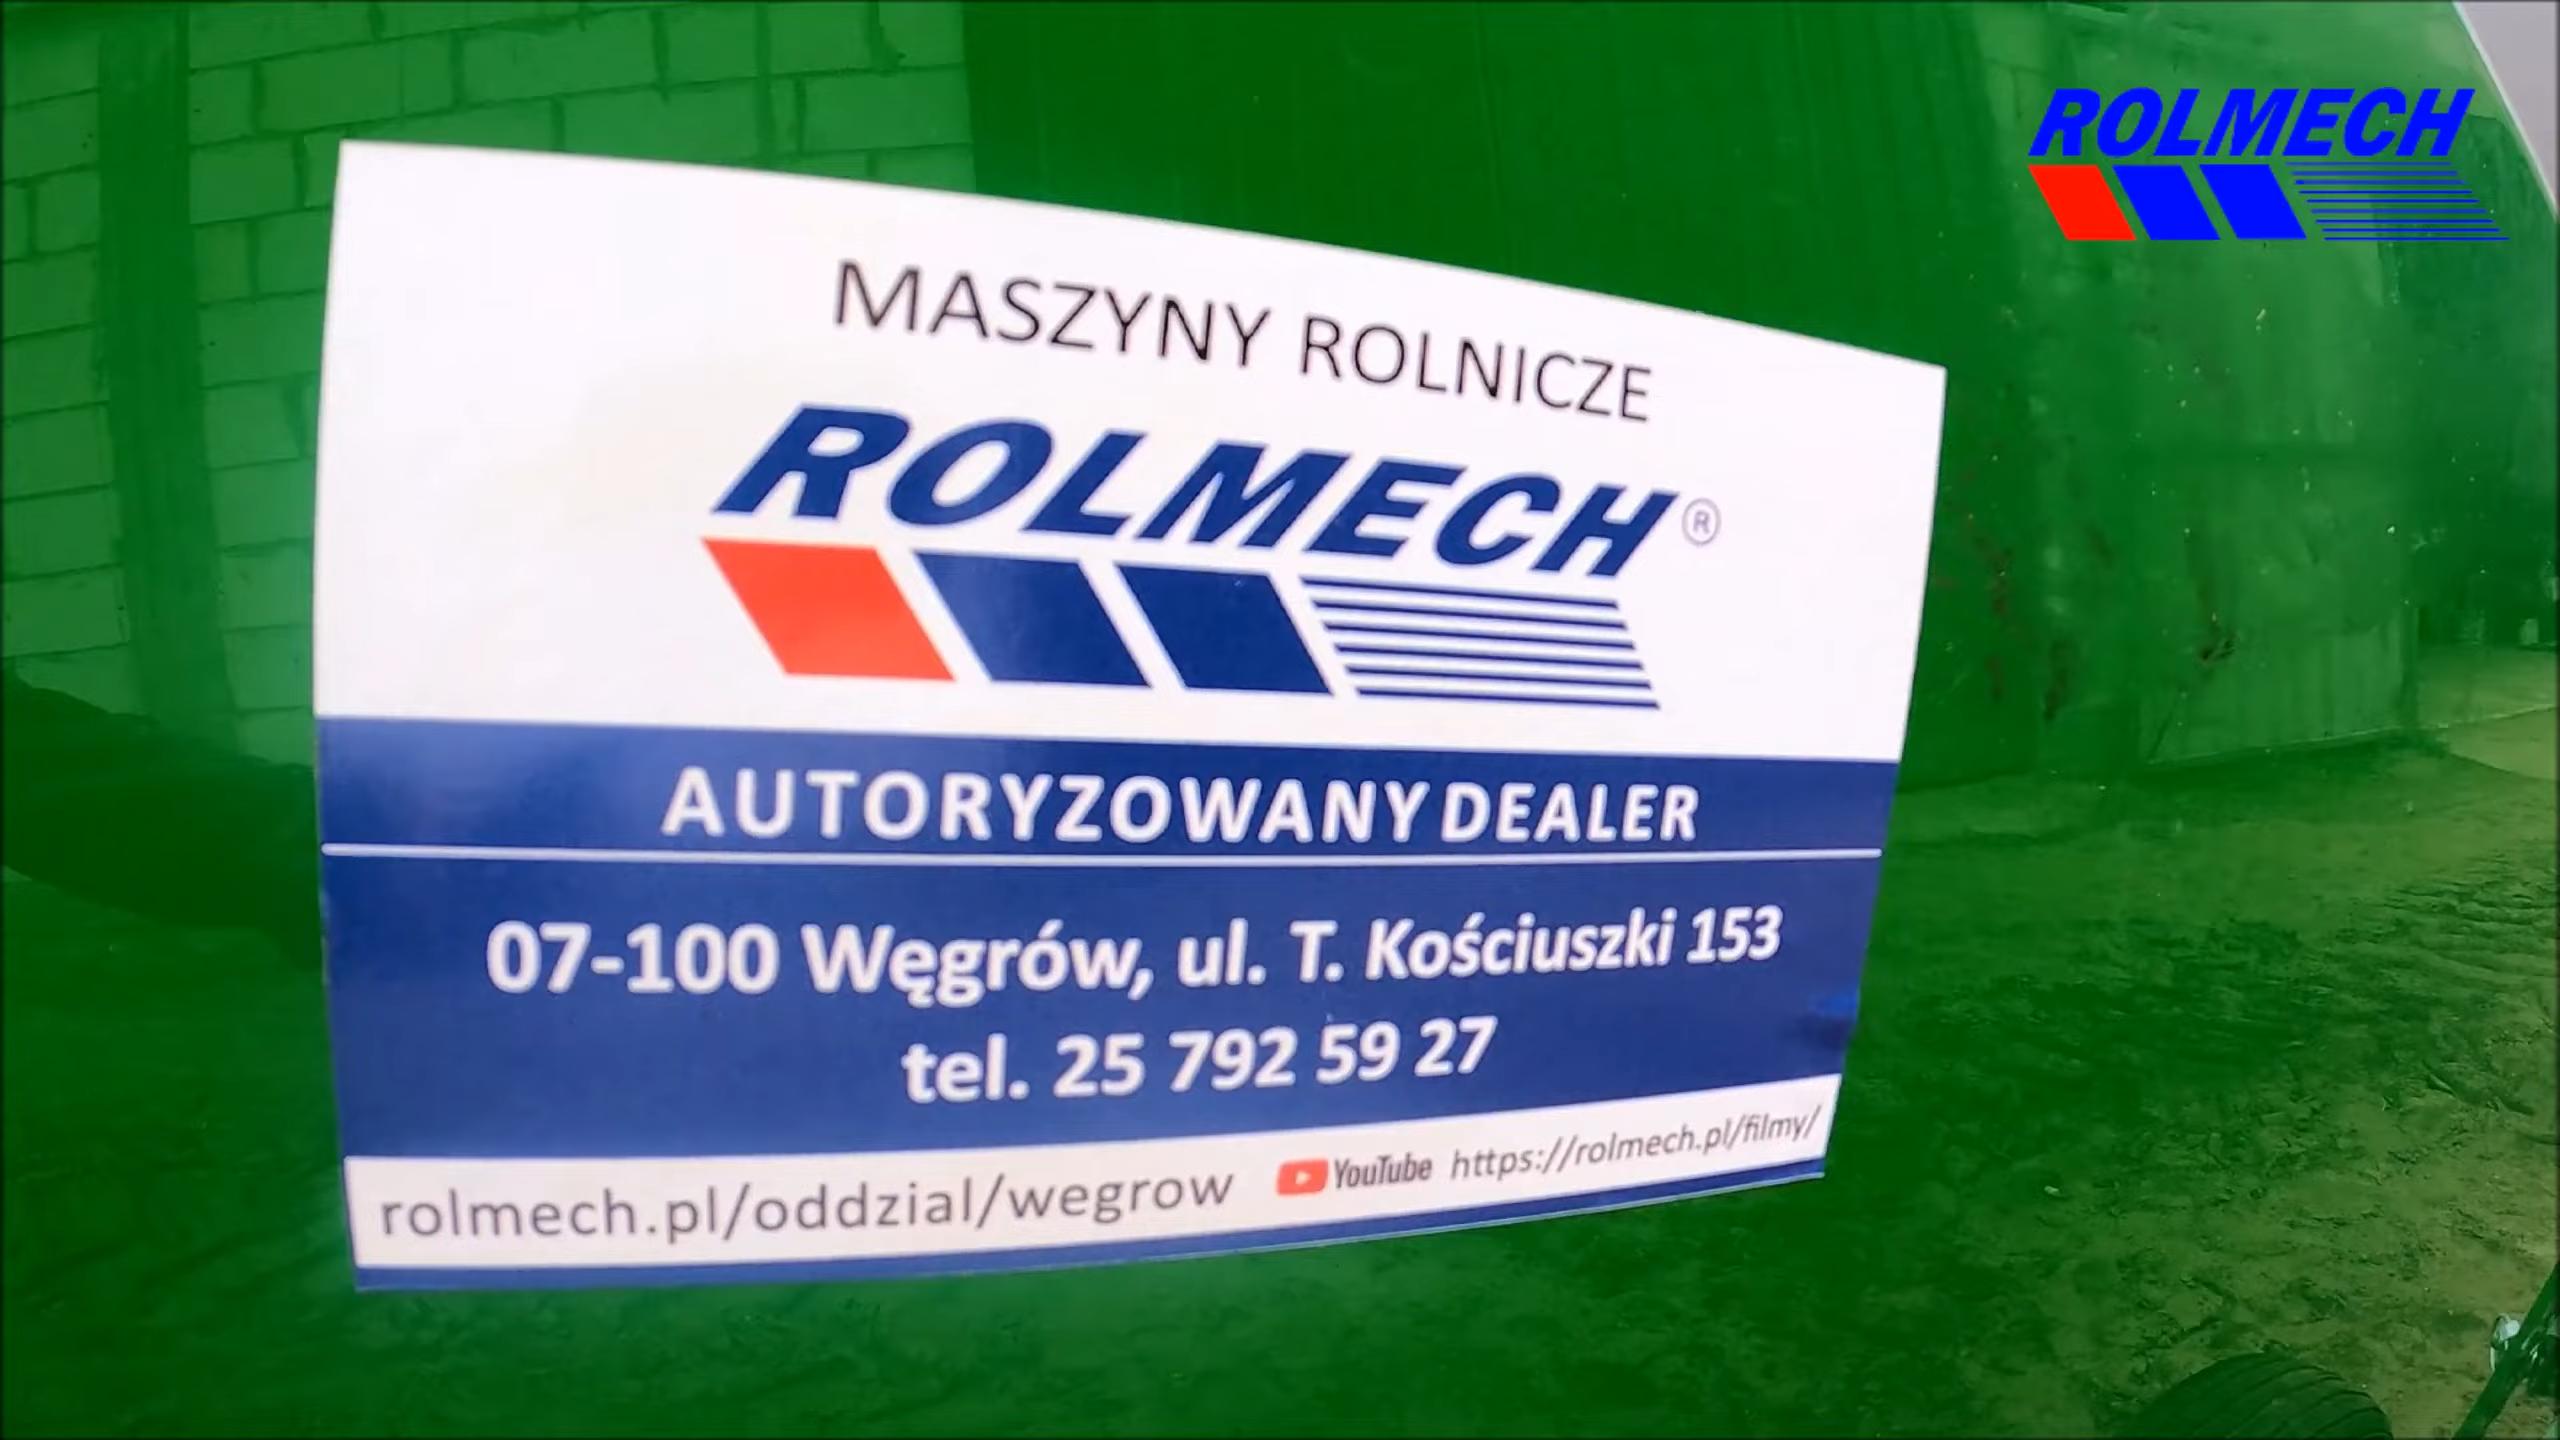 ROLMECH
MASZYNY ROLNICZE
ROLMECH®
AUTORYZOWANY DEALER
07-100 Węgrów, ul. T. Kościuszki 153
tel. 25 792 59 27
rolmech.pl/oddzial/wegrow YouTube https://rolmech.pl/filmy/